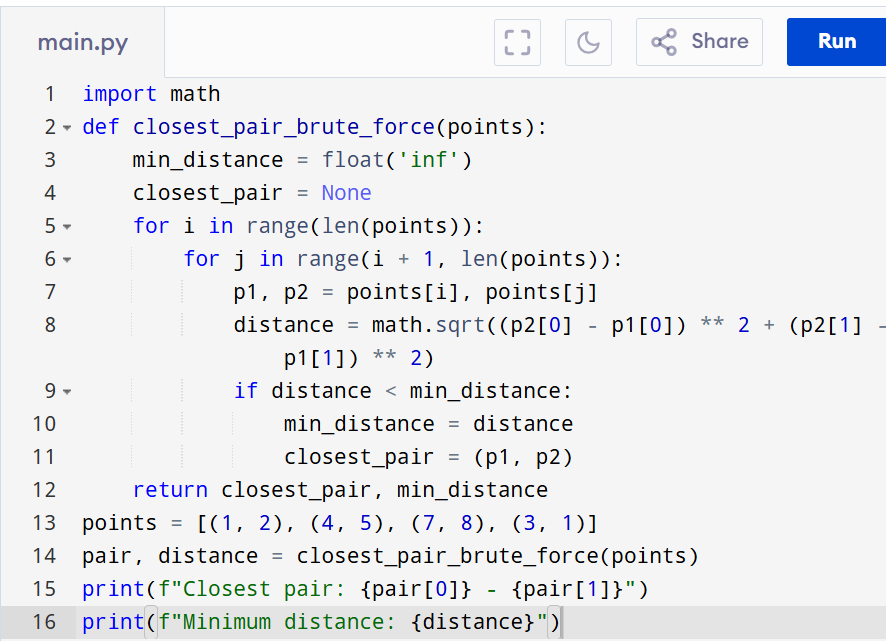 main.py
Share
Run
1 import math
2 def closest_pair_brute_force(points):
3     min_distance = float('inf')
4     closest_pair = None
5     for i in range(len(points)):
6         for j in range(i + 1, len(points)):
7             p1, p2 = points[i], points[j]
8             distance = math.sqrt((p2[0] - p1[0]) ** 2 + (p2[1] -
                p1[1]) ** 2)
9             if distance < min_distance:
10                min_distance = distance
11                closest_pair = (p1, p2)
12    return closest_pair, min_distance
13 points = [(1, 2), (4, 5), (7, 8), (3, 1)]
14 pair, distance = closest_pair_brute_force(points)
15 print(f"Closest pair: {pair[0]} - {pair[1]}")
16 print(f"Minimum distance: {distance}")